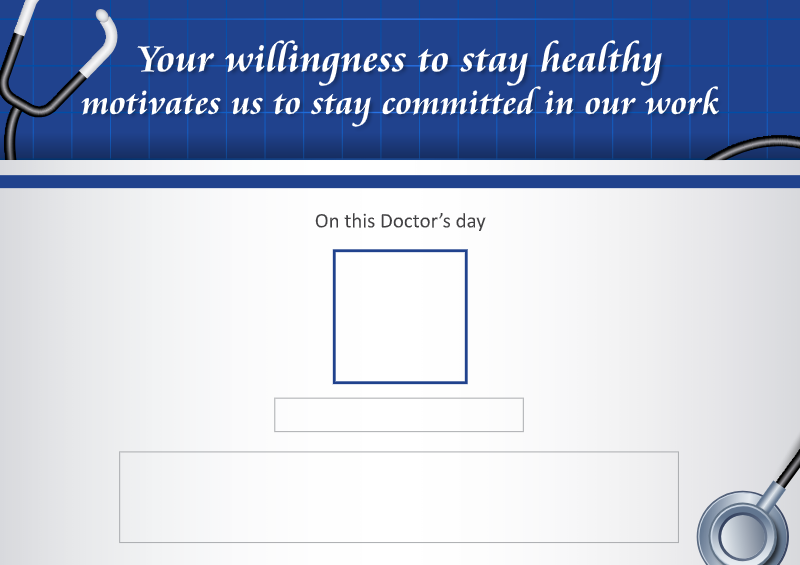 Your willingness to stay healthy
motivates us to stay committed in our work
On this Doctor’s day